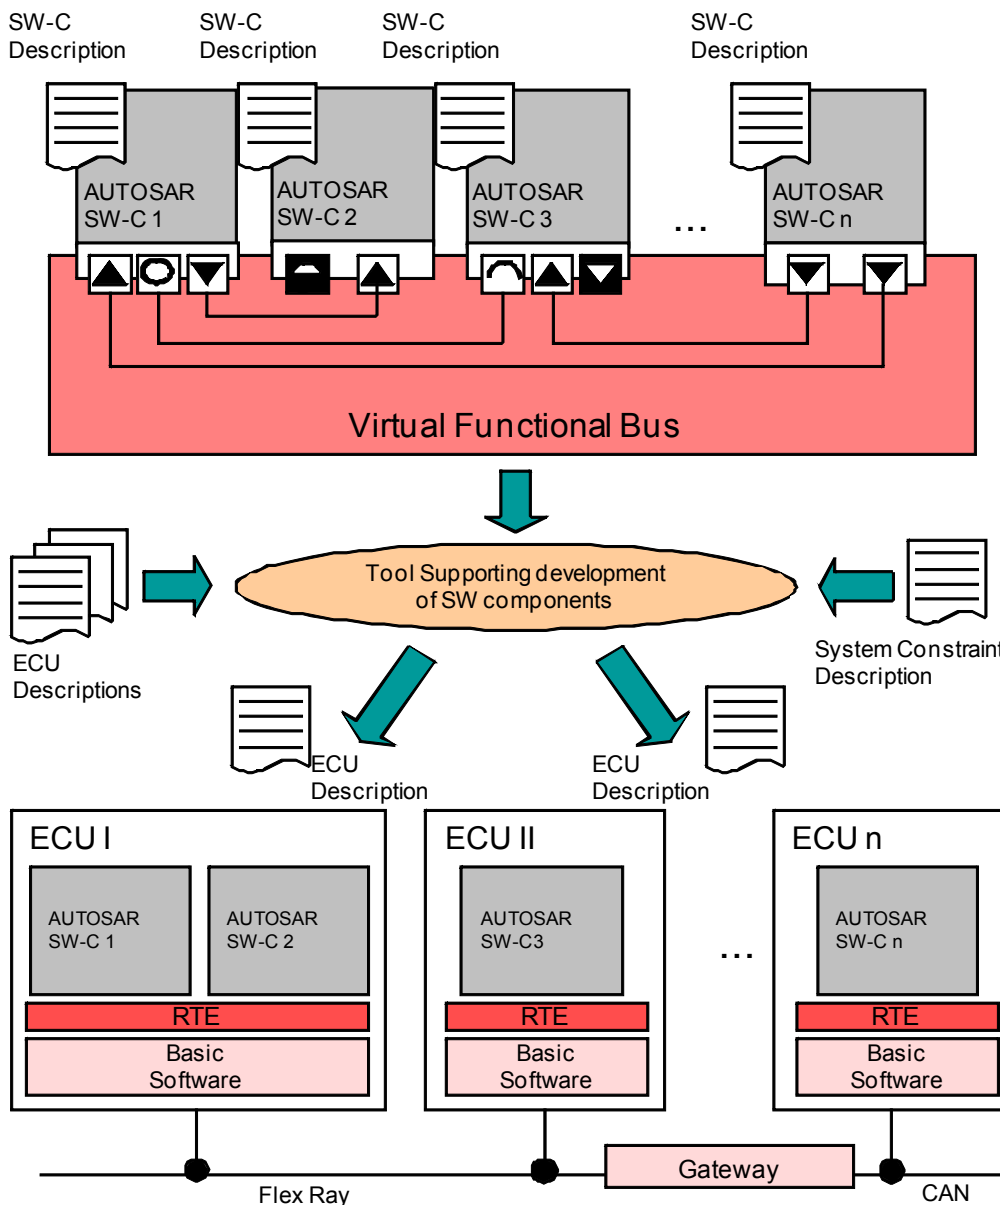 SW-C
Description
SW-C
Description
SW-C
Description
SW-C
Description
AUTOSAR
SW-C 1
AUTOSAR
SW-C 2
AUTOSAR
SW-C 3
...
AUTOSAR
SW-C n
Virtual Functional Bus
Tool Supporting development
of SW components
ECU
Descriptions
System Constraint
Description
ECU
Description
ECU
Description
ECU I
AUTOSAR
SW-C 1
AUTOSAR
SW-C 2
RTE
Basic
Software
ECU II
AUTOSAR
SW-C3
RTE
Basic
Software
...
ECU n
AUTOSAR
SW-C n
RTE
Basic
Software
Gateway
Flex Ray
CAN